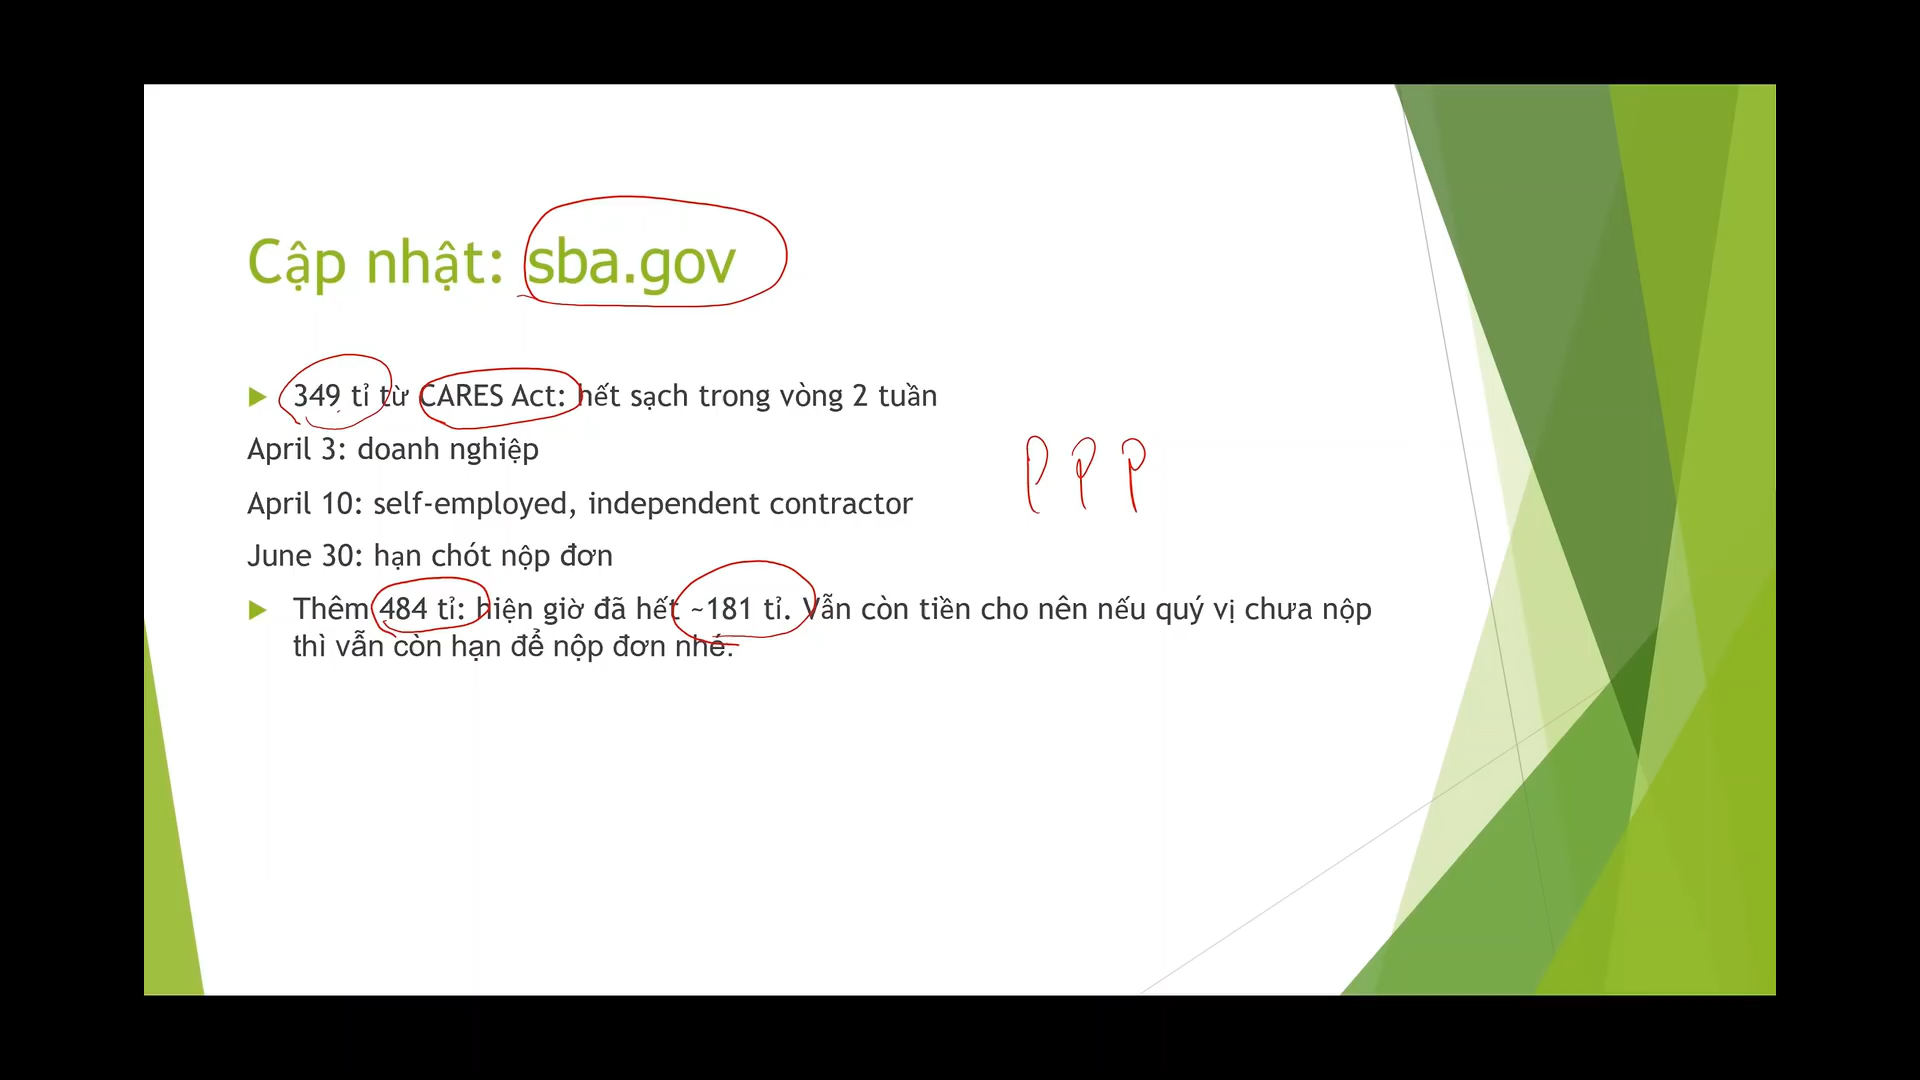 Cập nhật: sba.gov
349 tỉ từ CARES Act: hết sạch trong vòng 2 tuần
April 3: doanh nghiệp
PPP
April 10: self-employed, independent contractor
June 30: hạn chót nộp đơn
Thêm 484 tỉ: hiện giờ đã hết ~181 tỉ. Vẫn còn tiền cho nên nếu quý vị chưa nộp
thì vẫn còn hạn để nộp đơn nhé.